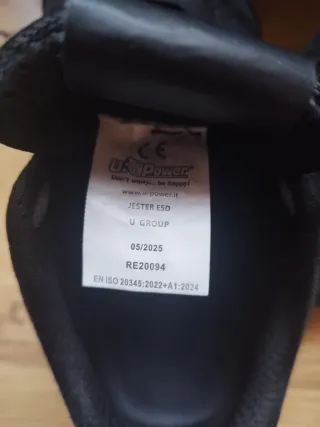 CE
U-Power®
Don't worry... be happy!
www.u-power.it
JESTER ESD
U GROUP
05/2025
RE20094
EN ISO 20345:2022+A1:2024